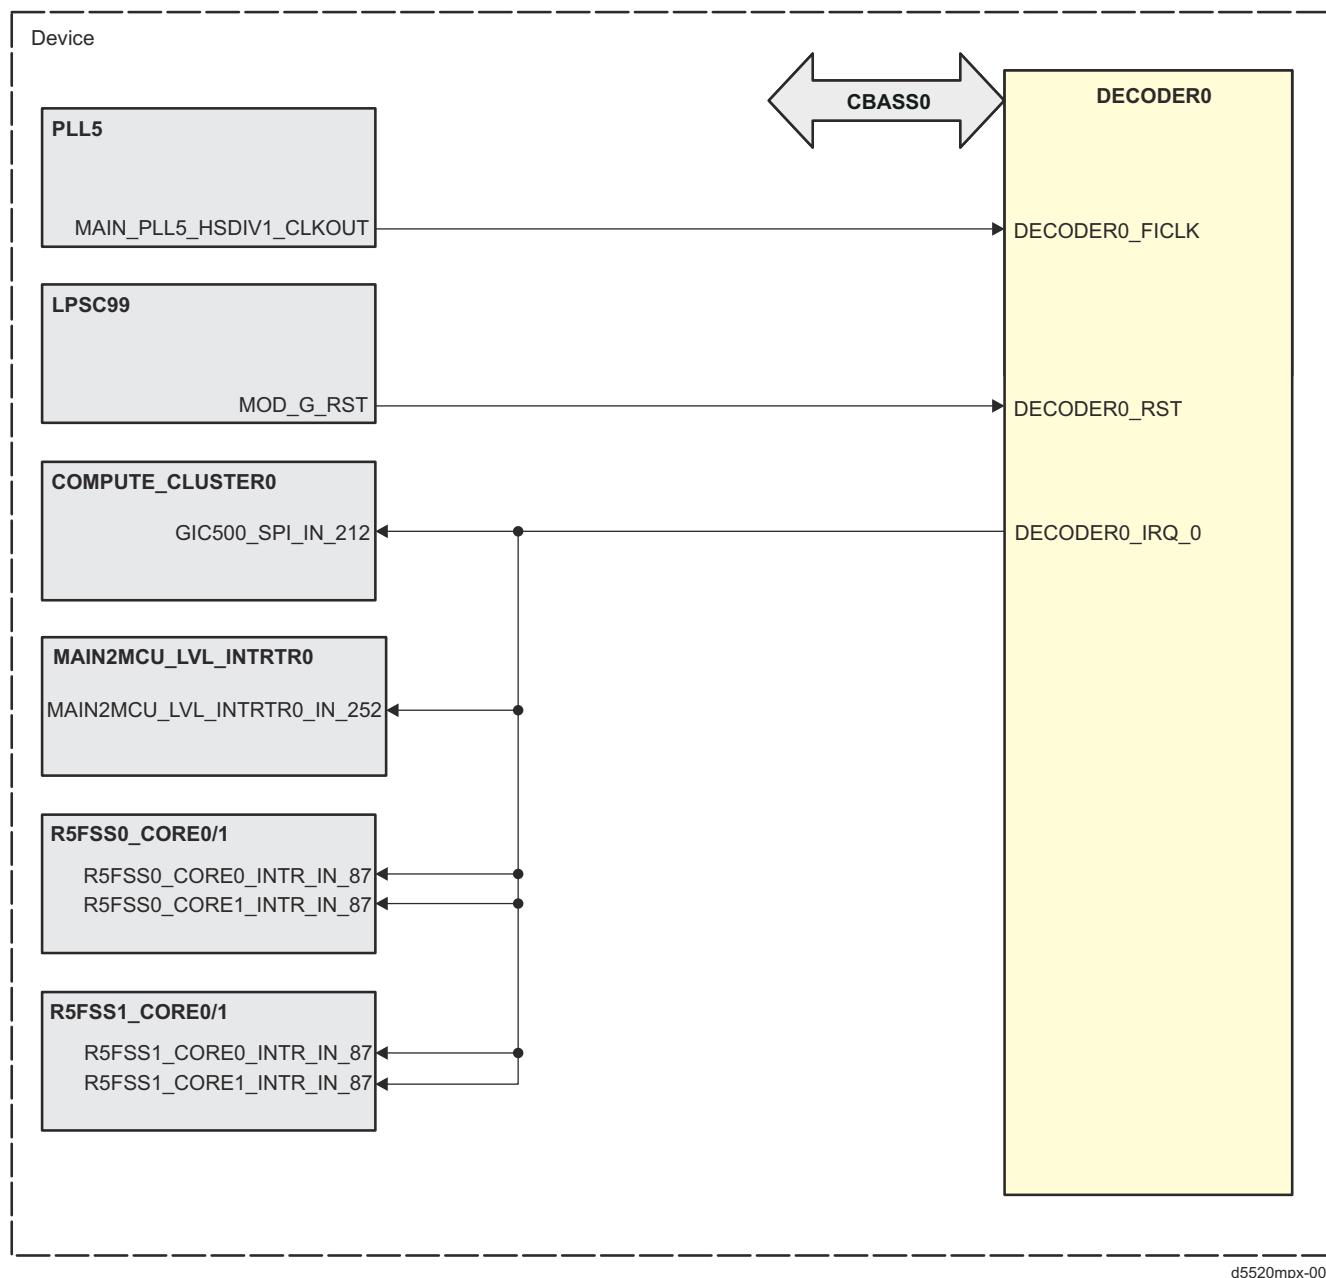 Device
CBASS0
DECODER0
PLL5
MAIN_PLL5_HSDIV1_CLKOUT
DECODER0_FICLK
LPSC99
MOD_G_RST
DECODER0_RST
COMPUTE_CLUSTER0
GIC500_SPI_IN_212
DECODER0_IRQ_0
MAIN2MCU_LVL_INTRTR0
MAIN2MCU_LVL_INTRTR0_IN_252
R5FSS0_CORE0/1
R5FSS0_CORE0_INTR_IN_87
R5FSS0_CORE1_INTR_IN_87
R5FSS1_CORE0/1
R5FSS1_CORE0_INTR_IN_87
R5FSS1_CORE1_INTR_IN_87
d5520mpx-00